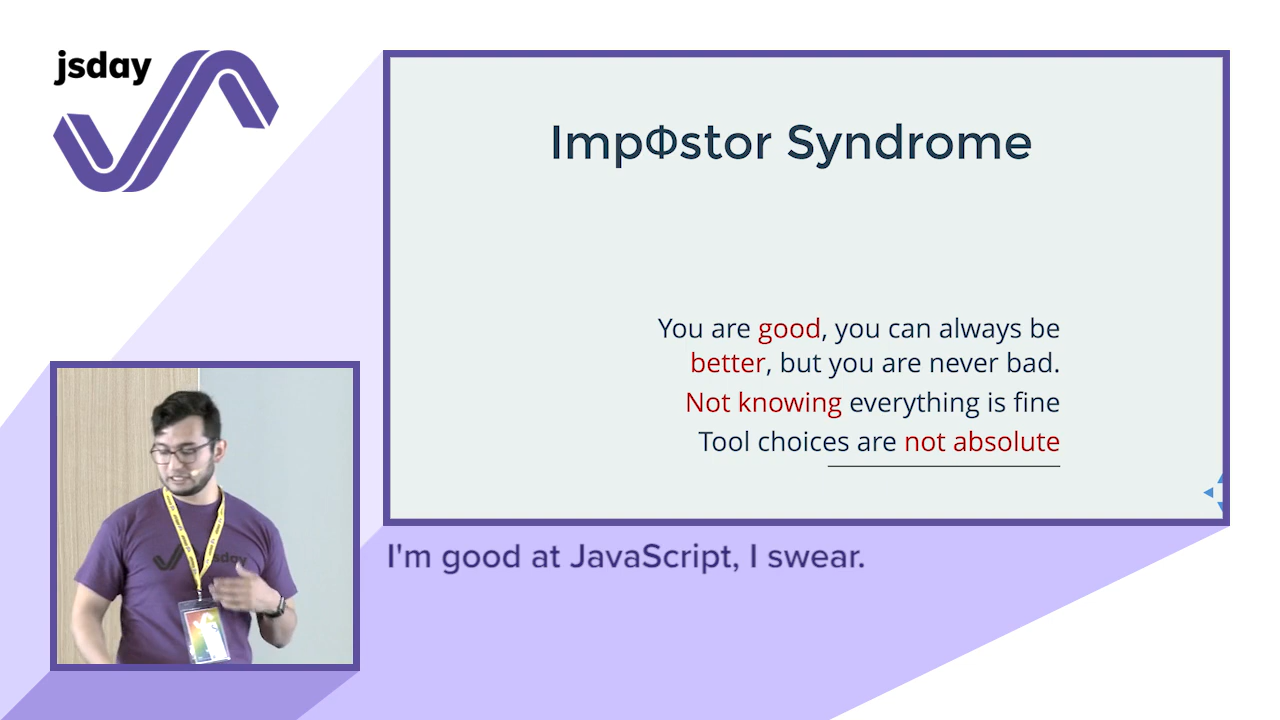 jsday
ImpΦstor Syndrome
You are good, you can always be
better, but you are never bad.
Not knowing everything is fine
Tool choices are not absolute
I'm good at JavaScript, I swear.
jsday